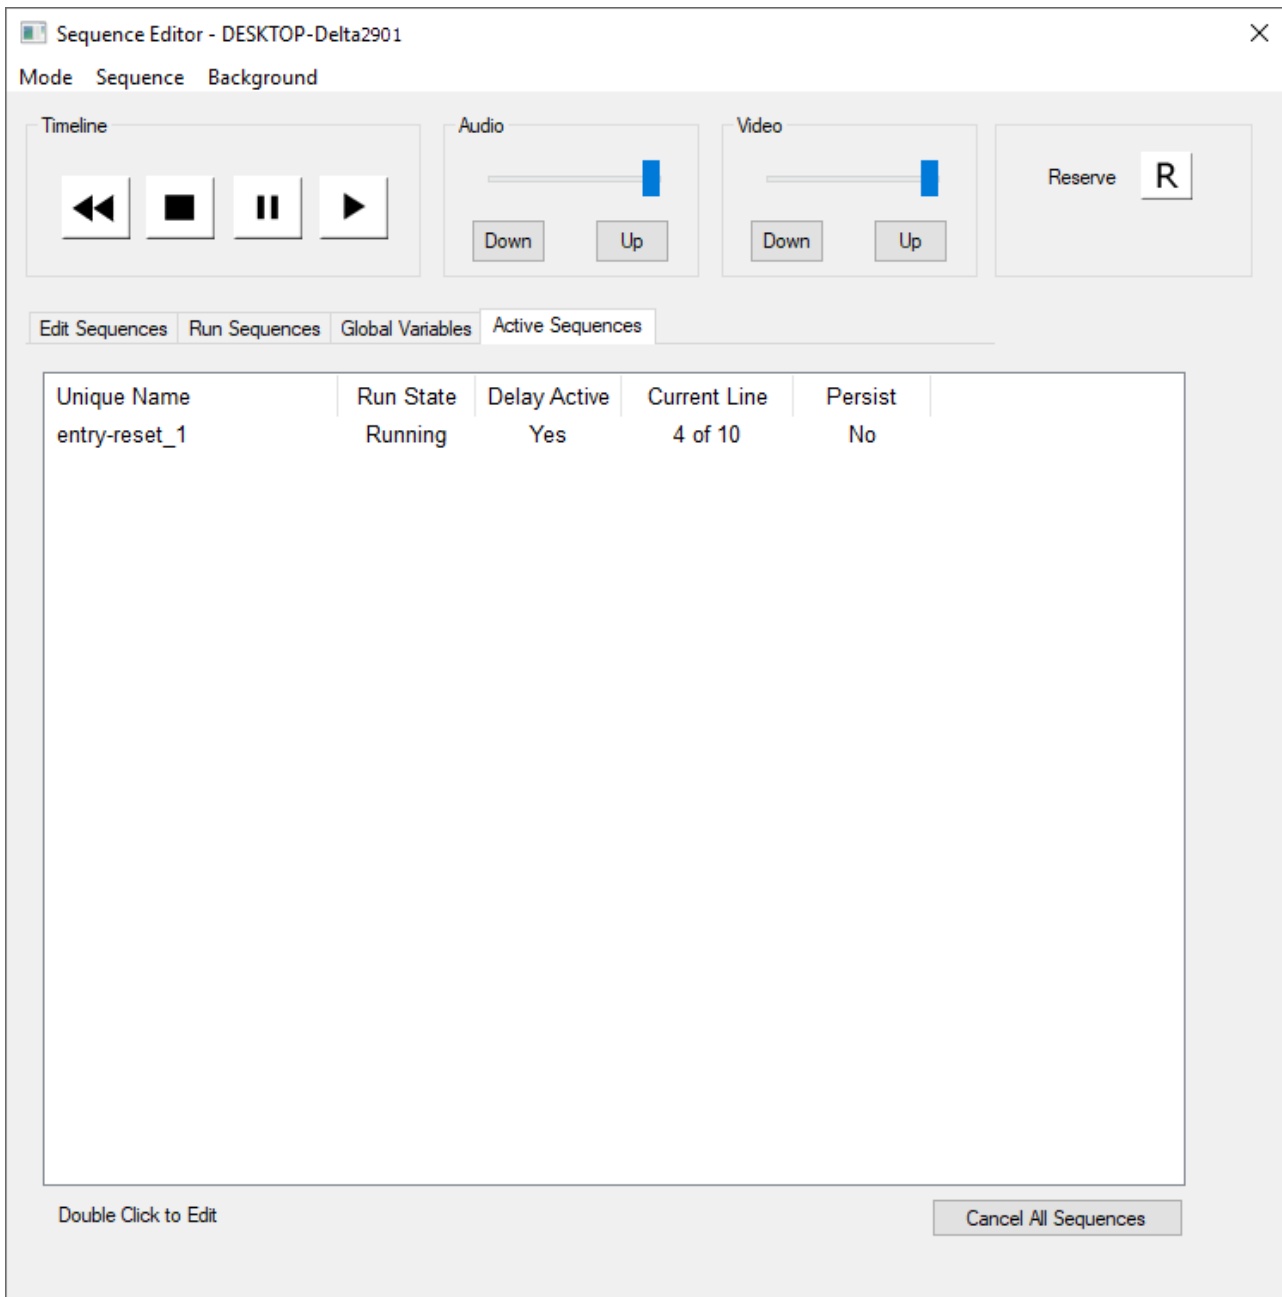 Sequence Editor - DESKTOP-Delta2901
Mode Sequence Background
Timeline
Audio
Down Up
Video
Down Up
Reserve R
Edit Sequences Run Sequences Global Variables Active Sequences
Unique Name Run State Delay Active Current Line Persist
entry-reset_1 Running Yes 4 of 10 No
Double Click to Edit
Cancel All Sequences